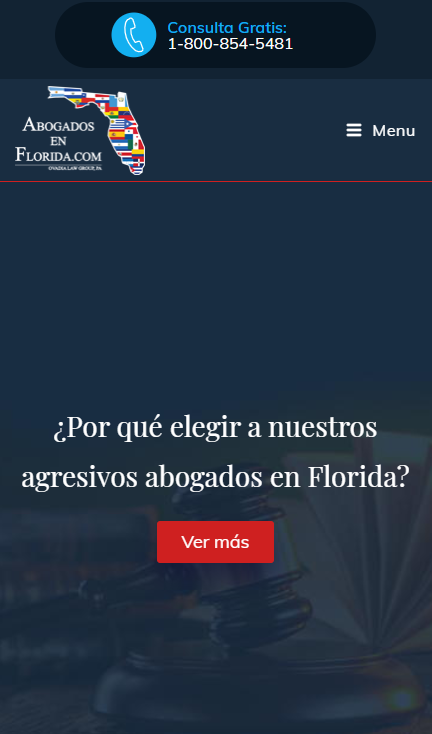 Consulta Gratis:
1-800-854-5481
ABOGADOS
EN
FLORIDA.COM
OVADIA LAW GROUP, PA
Menu
¿Por qué elegir a nuestros
agresivos abogados en Florida?
Ver más